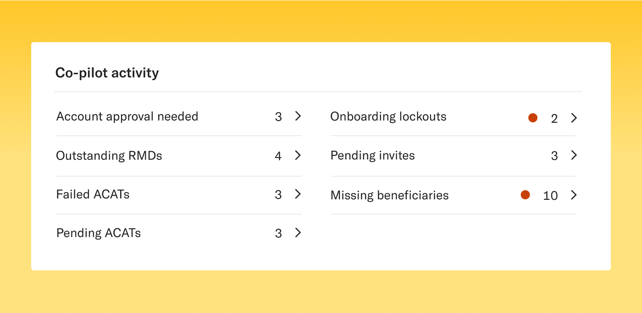 Co-pilot activity
Account approval needed 3
Outstanding RMDs 4
Failed ACATs 3
Pending ACATs 3
Onboarding lockouts 2
Pending invites 3
Missing beneficiaries 10